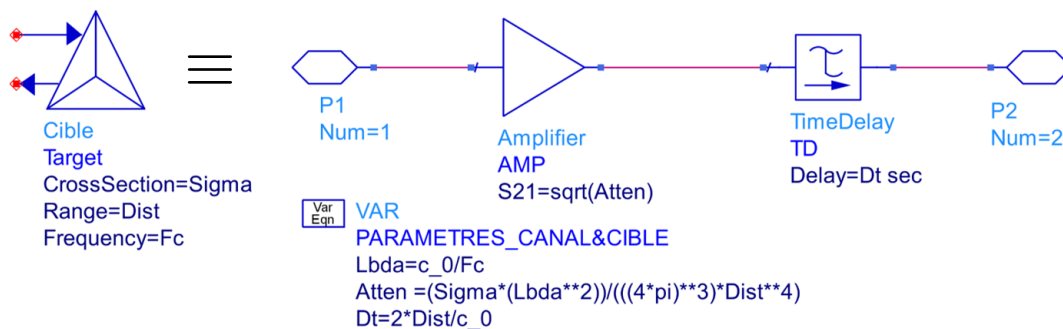 Cible
Target
CrossSection=Sigma
Range=Dist
Frequency=Fc
P1
Num=1
Amplifier
AMP
S21=sqrt(Atten)
TimeDelay
TD
Delay=Dt sec
P2
Num=2
Var
Eqn
VAR
PARAMETRES_CANAL&CIBLE
Lbda=c_0/Fc
Atten =(Sigma*(Lbda**2))/(((4*pi)**3)*Dist**4)
Dt=2*Dist/c_0